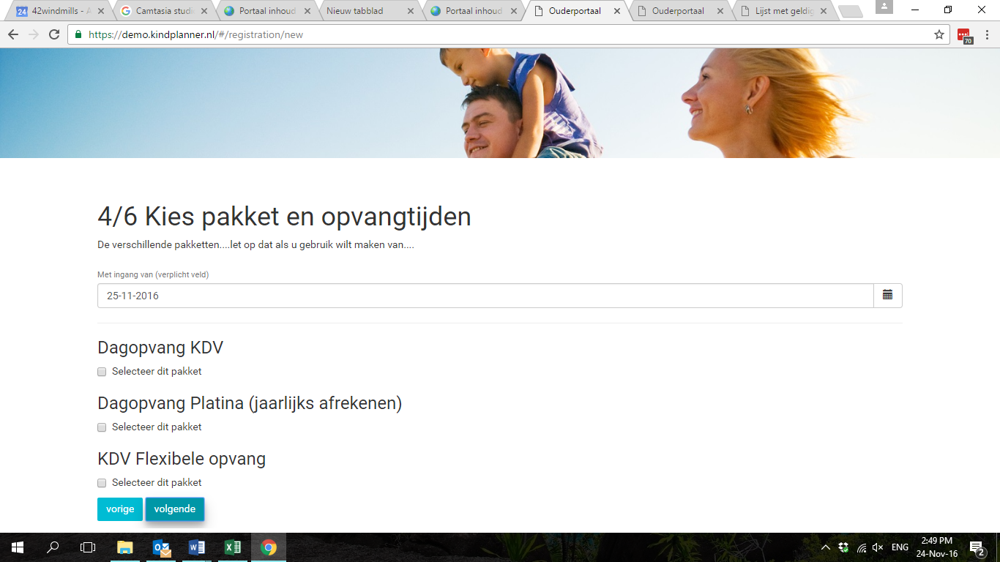 42windmills - A
Camtasia studi
Portaal inhoud
Nieuw tabblad
Portaal inhoud
Ouderportaal
Ouderportaal
Lijst met geldig
https://demo.kindplanner.nl/#/registration/new
70
4/6 Kies pakket en opvangtijden
De verschillende pakketten....let op dat als u gebruik wilt maken van....
Met ingang van (verplicht veld)
25-11-2016
Dagopvang KDV
Selecteer dit pakket
Dagopvang Platina (jaarlijks afrekenen)
Selecteer dit pakket
KDV Flexibele opvang
Selecteer dit pakket
vorige volgende
ENG
2:49 PM
24-Nov-16
2